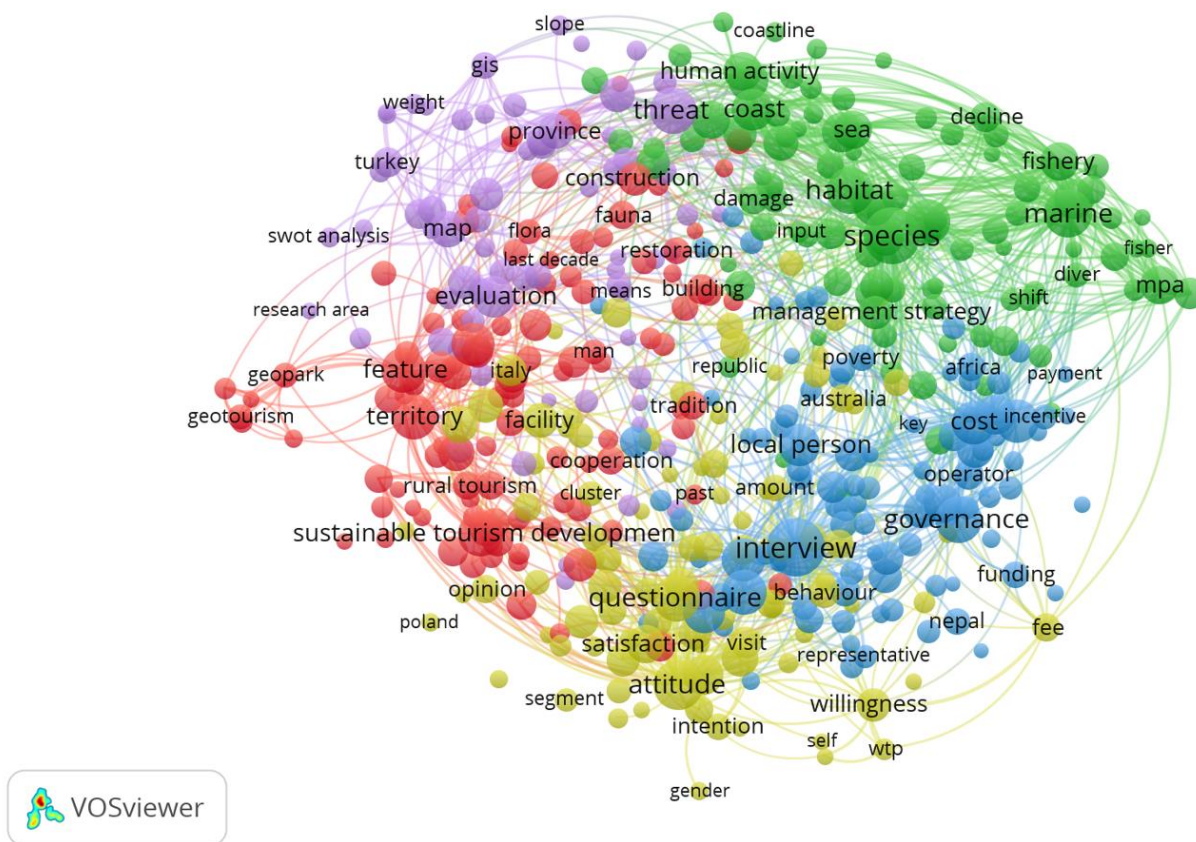 slope
coastline
gis
human activity
weight
threat
coast
decline
province
sea
turkey
fishery
construction
habitat
damage
marine
fauna
flora
input
species
map
swot analysis
restoration
fisher
last decade
diver
evaluation
means
building
mpa
research area
management strategy
shift
man
republic
poverty
africa
payment
geopark
feature
italy
tradition
australia
geotourism
territory
facility
key
cost
incentive
local person
cooperation
operator
rural tourism
cluster
past
amount
sustainable tourism developmen
governance
interview
opinion
questionnaire
behaviour
funding
poland
nepal
fee
satisfaction
visit
representative
attitude
segment
willingness
intention
self
wtp
gender
VOSviewer